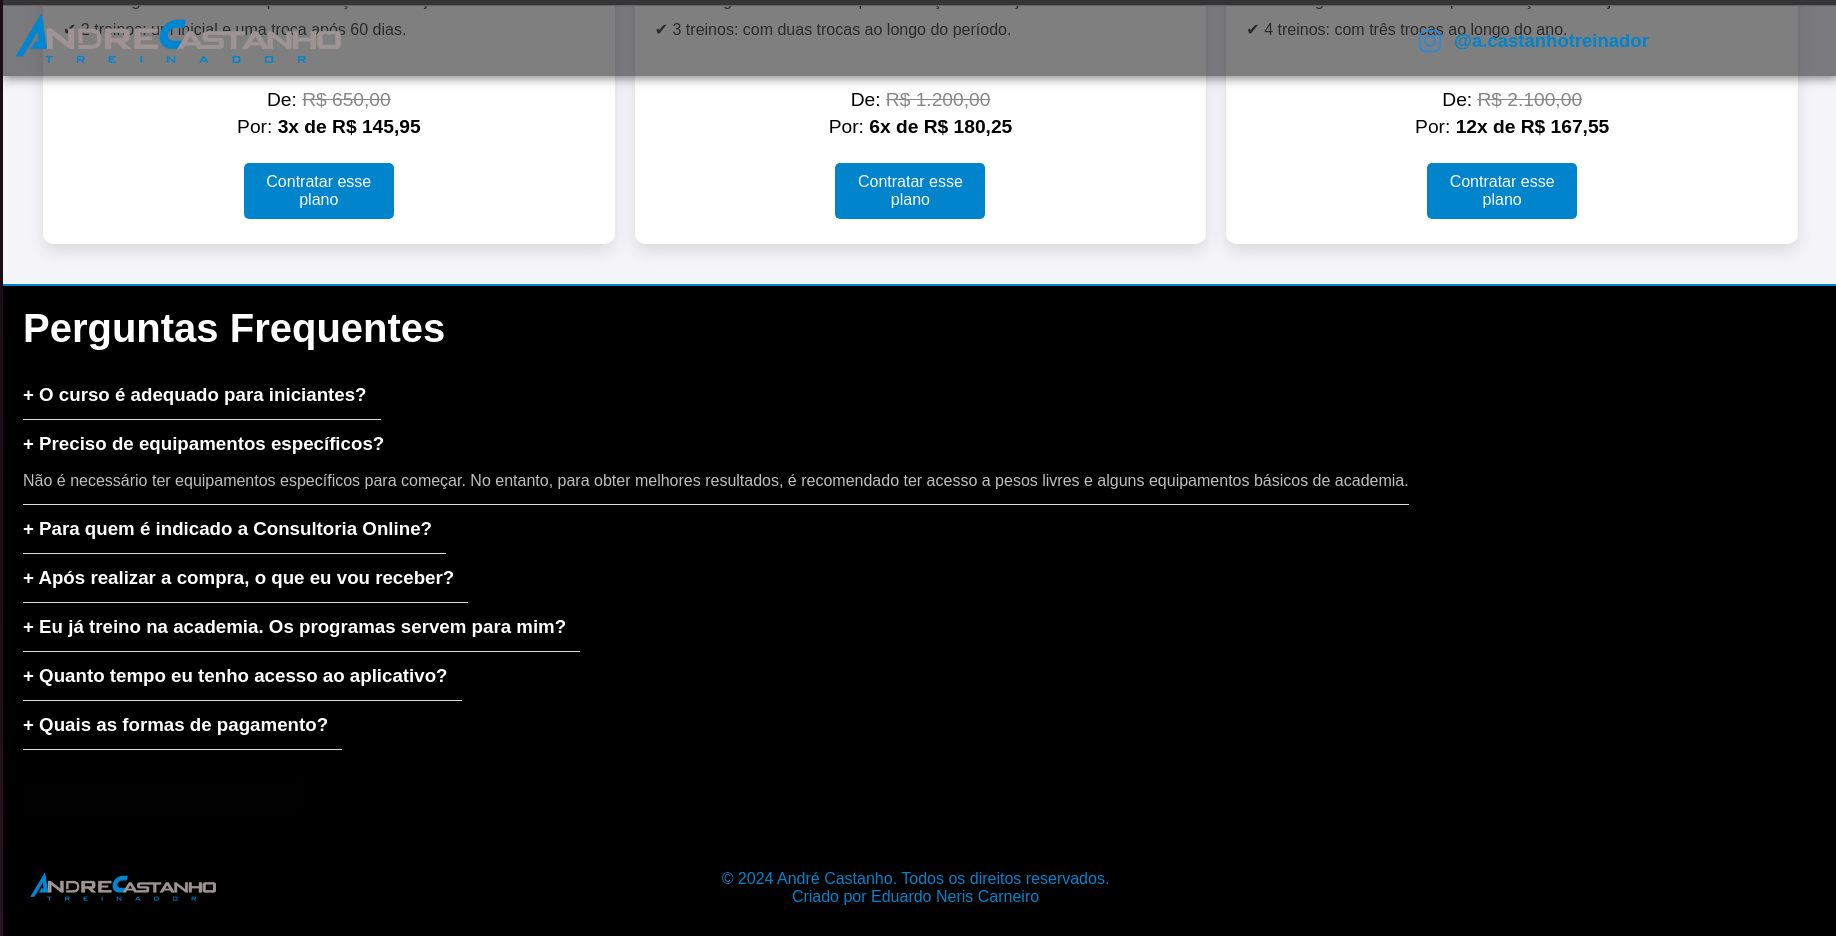 ✔ 2 treinos: um inicial e uma troca após 60 dias.
✔ 3 treinos: com duas trocas ao longo do período.
✔ 4 treinos: com três trocas ao longo do ano.
ANDRECASTANHO
TREINADOR
@a.castanhotreinador
De: R$ 650,00
Por: 3x de R$ 145,95
Contratar esse
plano
De: R$ 1.200,00
Por: 6x de R$ 180,25
Contratar esse
plano
De: R$ 2.100,00
Por: 12x de R$ 167,55
Contratar esse
plano
Perguntas Frequentes
+ O curso é adequado para iniciantes?
+ Preciso de equipamentos específicos?
Não é necessário ter equipamentos específicos para começar. No entanto, para obter melhores resultados, é recomendado ter acesso a pesos livres e alguns equipamentos básicos de academia.
+ Para quem é indicado a Consultoria Online?
+ Após realizar a compra, o que eu vou receber?
+ Eu já treino na academia. Os programas servem para mim?
+ Quanto tempo eu tenho acesso ao aplicativo?
+ Quais as formas de pagamento?
ANDRECASTANHO
TREINADOR
© 2024 André Castanho. Todos os direitos reservados.
Criado por Eduardo Neris Carneiro